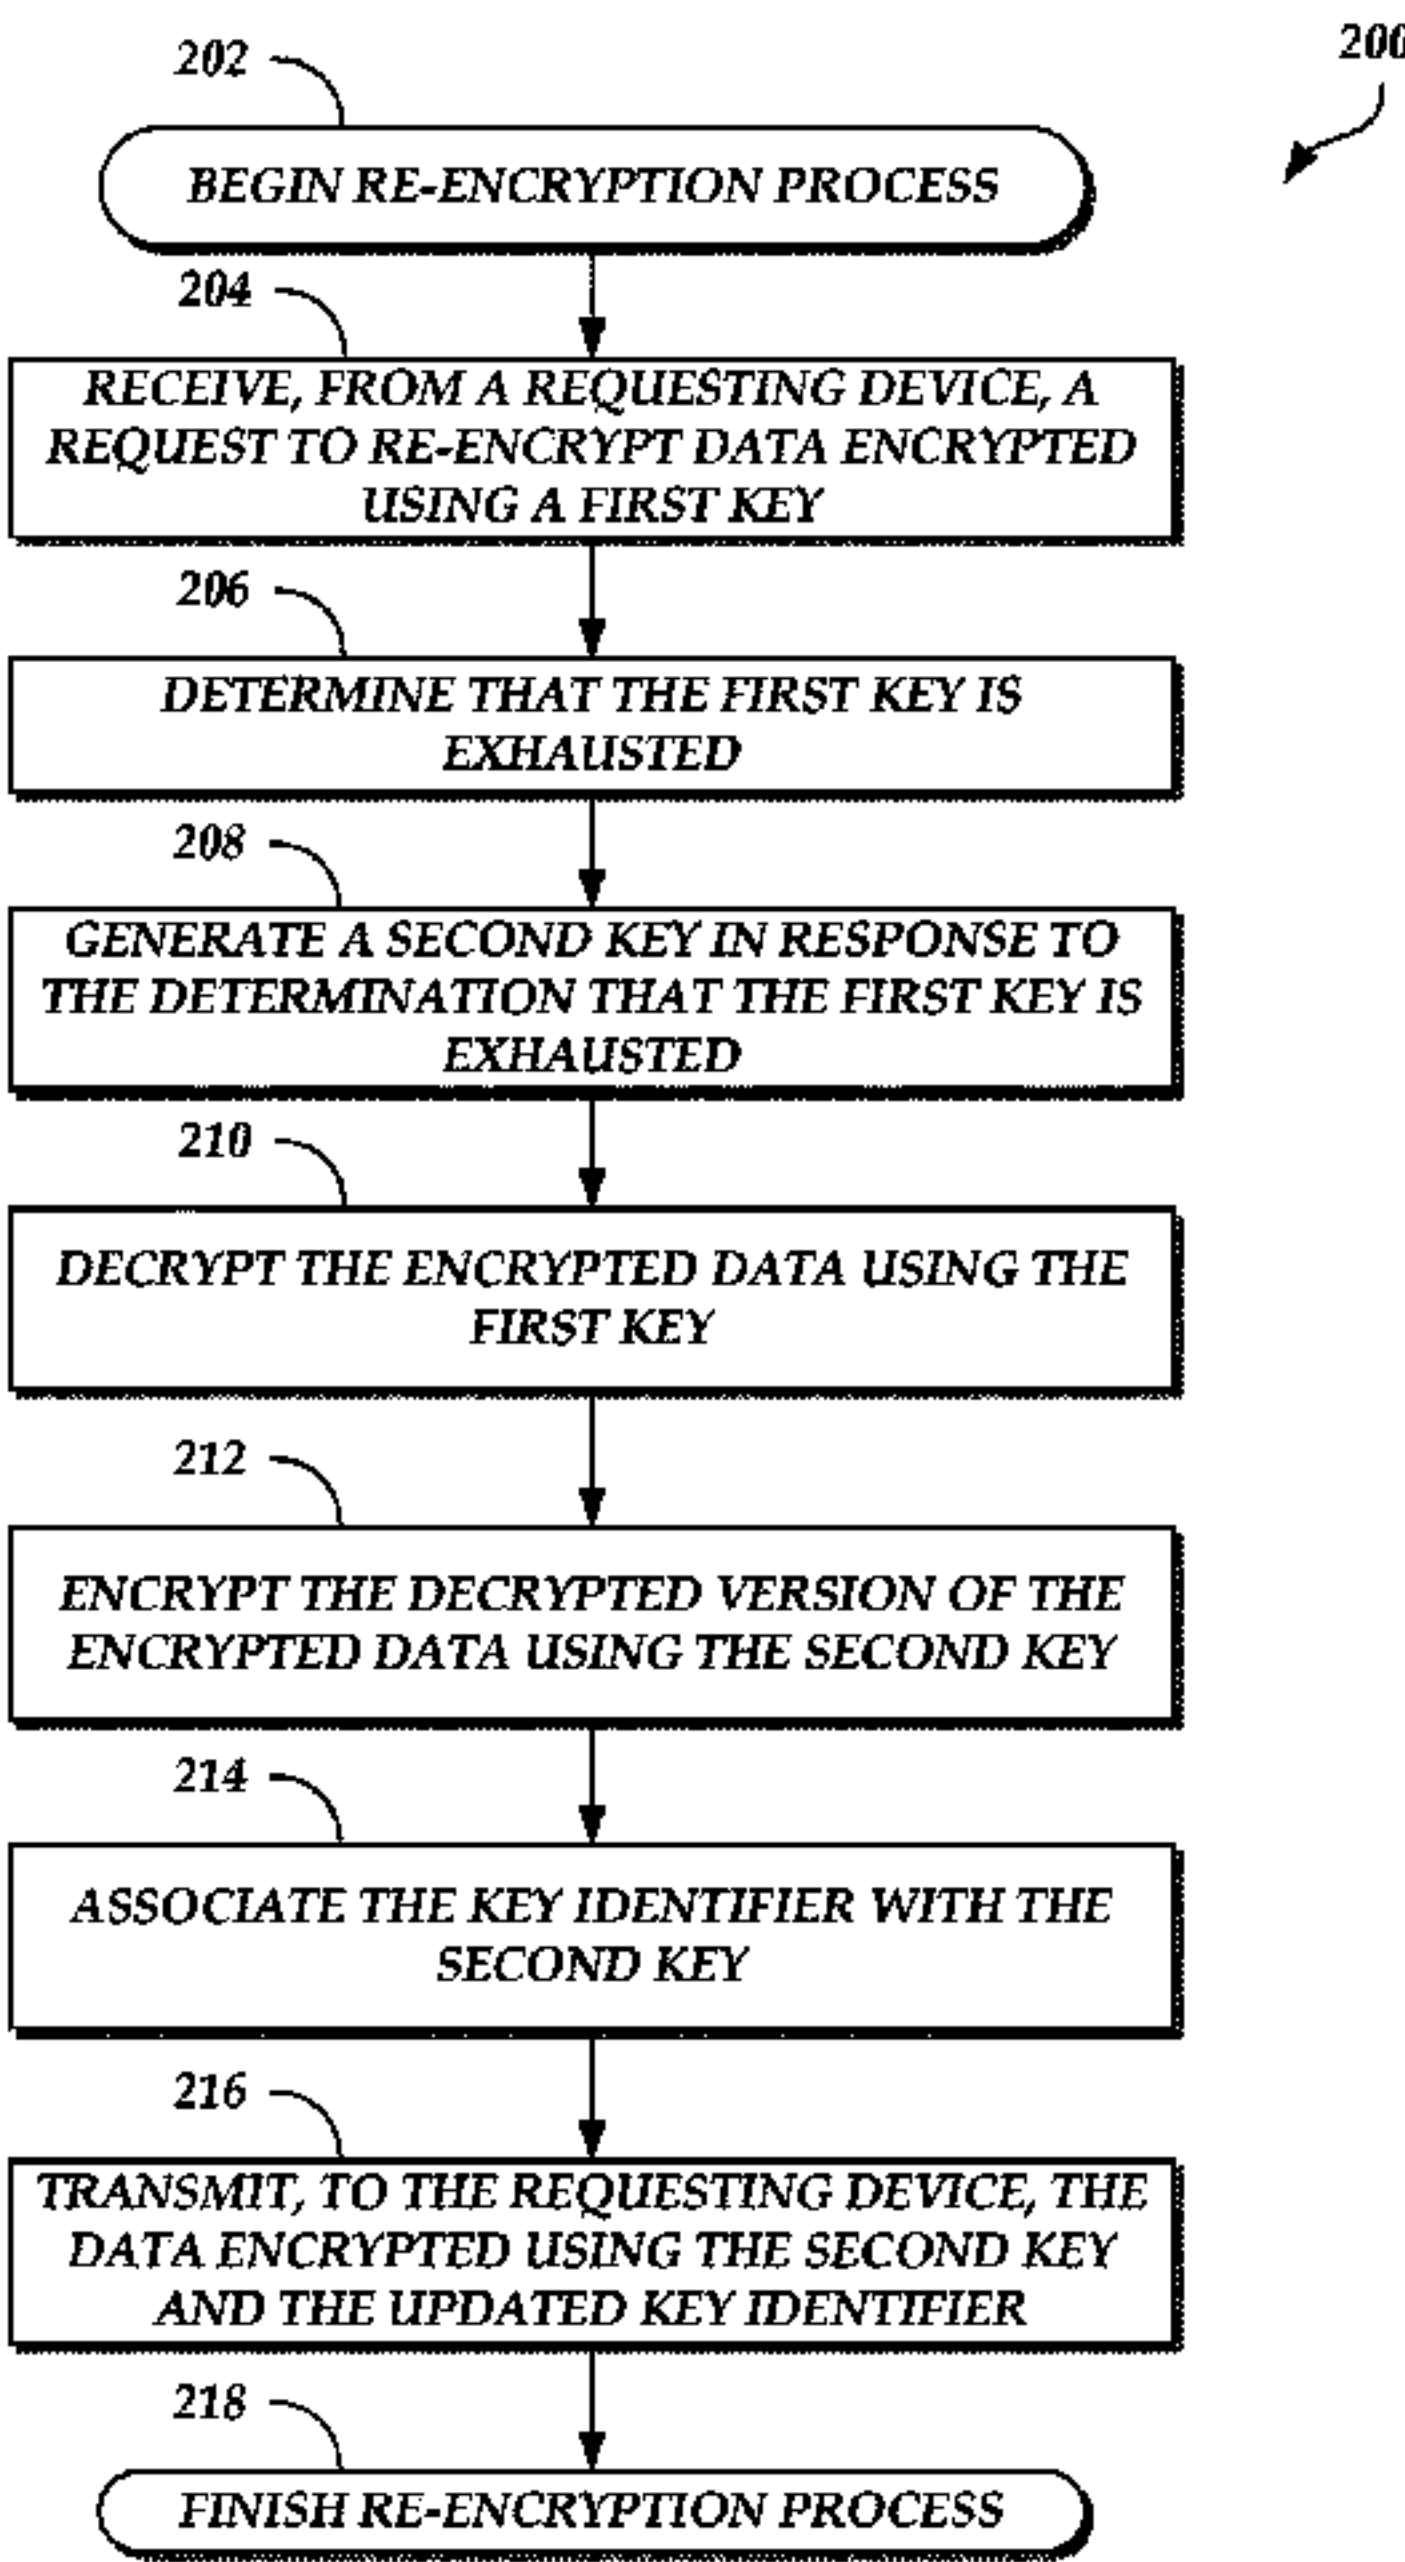 202
200
BEGIN RE-ENCRYPTION PROCESS
204
RECEIVE, FROM A REQUESTING DEVICE, A
REQUEST TO RE-ENCRYPT DATA ENCRYPTED
USING A FIRST KEY
206
DETERMINE THAT THE FIRST KEY IS
EXHAUSTED
208
GENERATE A SECOND KEY IN RESPONSE TO
THE DETERMINATION THAT THE FIRST KEY IS
EXHAUSTED
210
DECRYPT THE ENCRYPTED DATA USING THE
FIRST KEY
212
ENCRYPT THE DECRYPTED VERSION OF THE
ENCRYPTED DATA USING THE SECOND KEY
214
ASSOCIATE THE KEY IDENTIFIER WITH THE
SECOND KEY
216
TRANSMIT, TO THE REQUESTING DEVICE, THE
DATA ENCRYPTED USING THE SECOND KEY
AND THE UPDATED KEY IDENTIFIER
218
FINISH RE-ENCRYPTION PROCESS